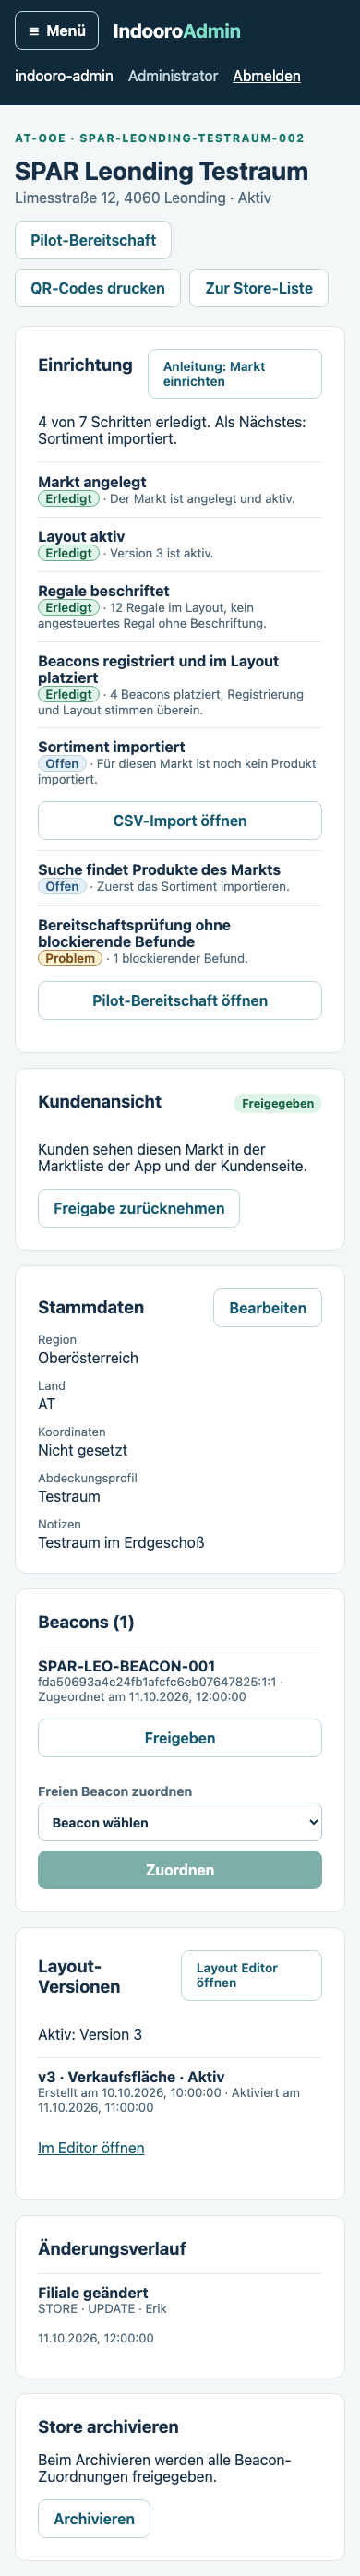 ≡ Menü
IndooroAdmin
indooro-admin Administrator Abmelden
AT-OOE · SPAR-LEONDING-TESTRAUM-002
SPAR Leonding Testraum
Limesstraße 12, 4060 Leonding · Aktiv
Pilot-Bereitschaft
QR-Codes drucken
Zur Store-Liste
Einrichtung
Anleitung: Markt
einrichten
4 von 7 Schritten erledigt. Als Nächstes:
Sortiment importiert.
Markt angelegt
Erledigt · Der Markt ist angelegt und aktiv.
Layout aktiv
Erledigt · Version 3 ist aktiv.
Regale beschriftet
Erledigt · 12 Regale im Layout, kein
angesteuertes Regal ohne Beschriftung.
Beacons registriert und im Layout
platziert
Erledigt · 4 Beacons platziert, Registrierung
und Layout stimmen überein.
Sortiment importiert
Offen · Für diesen Markt ist noch kein Produkt
importiert.
CSV-Import öffnen
Suche findet Produkte des Markts
Offen · Zuerst das Sortiment importieren.
Bereitschaftsprüfung ohne
blockierende Befunde
Problem · 1 blockierender Befund.
Pilot-Bereitschaft öffnen
Kundenansicht
Freigegeben
Kunden sehen diesen Markt in der
Marktliste der App und der Kundenseite.
Freigabe zurücknehmen
Stammdaten
Bearbeiten
Region
Oberösterreich
Land
AT
Koordinaten
Nicht gesetzt
Abdeckungsprofil
Testraum
Notizen
Testraum im Erdgeschoß
Beacons (1)
SPAR-LEO-BEACON-001
fda50693a4e24fb1afcfc6eb07647825:1:1 ·
Zugeordnet am 11.10.2026, 12:00:00
Freigeben
Freien Beacon zuordnen
Beacon wählen
Zuordnen
Layout-
Versionen
Layout Editor
öffnen
Aktiv: Version 3
v3 · Verkaufsfläche · Aktiv
Erstellt am 10.10.2026, 10:00:00 · Aktiviert am
11.10.2026, 11:00:00
Im Editor öffnen
Änderungsverlauf
Filiale geändert
STORE · UPDATE · Erik
11.10.2026, 12:00:00
Store archivieren
Beim Archivieren werden alle Beacon-
Zuordnungen freigegeben.
Archivieren